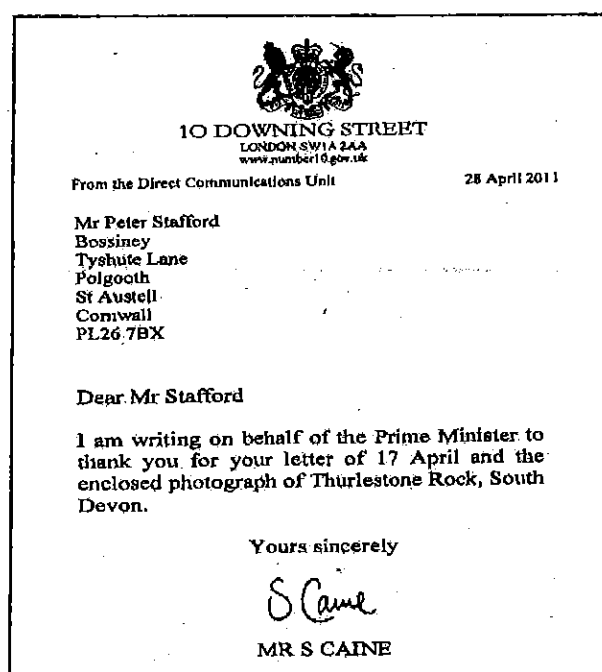 10 DOWNING STREET
LONDON SW1A 2AA
www.number10.gov.uk
From the Direct Communications Unit
28 April 2011
Mr Peter Stafford
Bossiney
Tyshute Lane
Polgooth
St Austell
Cornwall
PL26 7BX
Dear Mr Stafford
I am writing on behalf of the Prime Minister to
thank you for your letter of 17 April and the
enclosed photograph of Thurlestone Rock, South
Devon.
Yours sincerely
S Caine
MR S CAINE